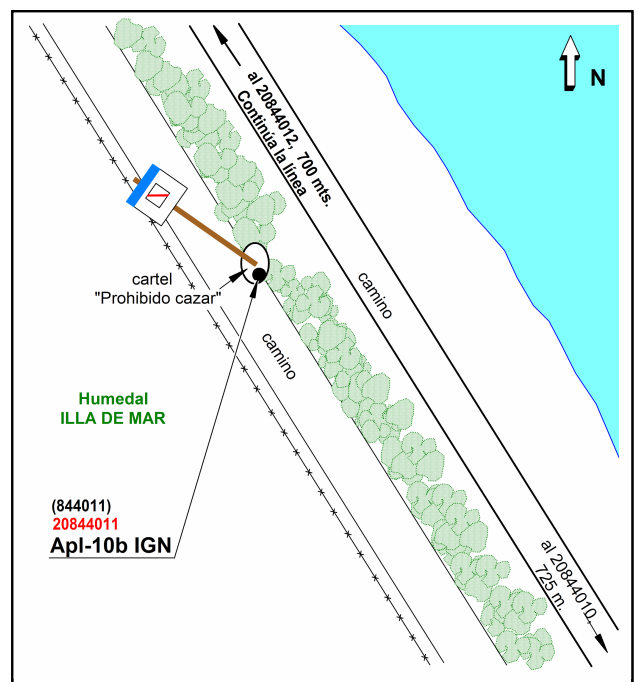 N
al 20844012, 700 mts.
Continúa la línea
cartel
"Prohibido cazar"
camino
camino
Humedal
ILLA DE MAR
(844011)
20844011
Apl-10b IGN
al 20844010,
725 m.